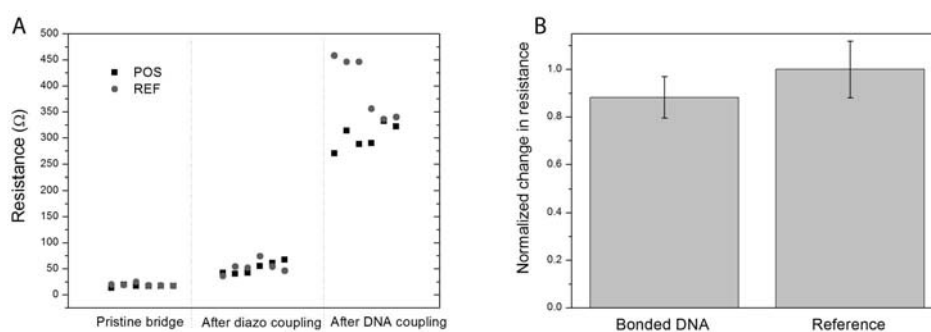 A
Resistance (Ω)
500
450
400
350
300
250
200
150
100
50
0
POS
REF
Pristine bridge
After diazo coupling
After DNA coupling
B
Normalized change in resistance
1.0
0.8
0.6
0.4
0.2
0.0
Bonded DNA
Reference